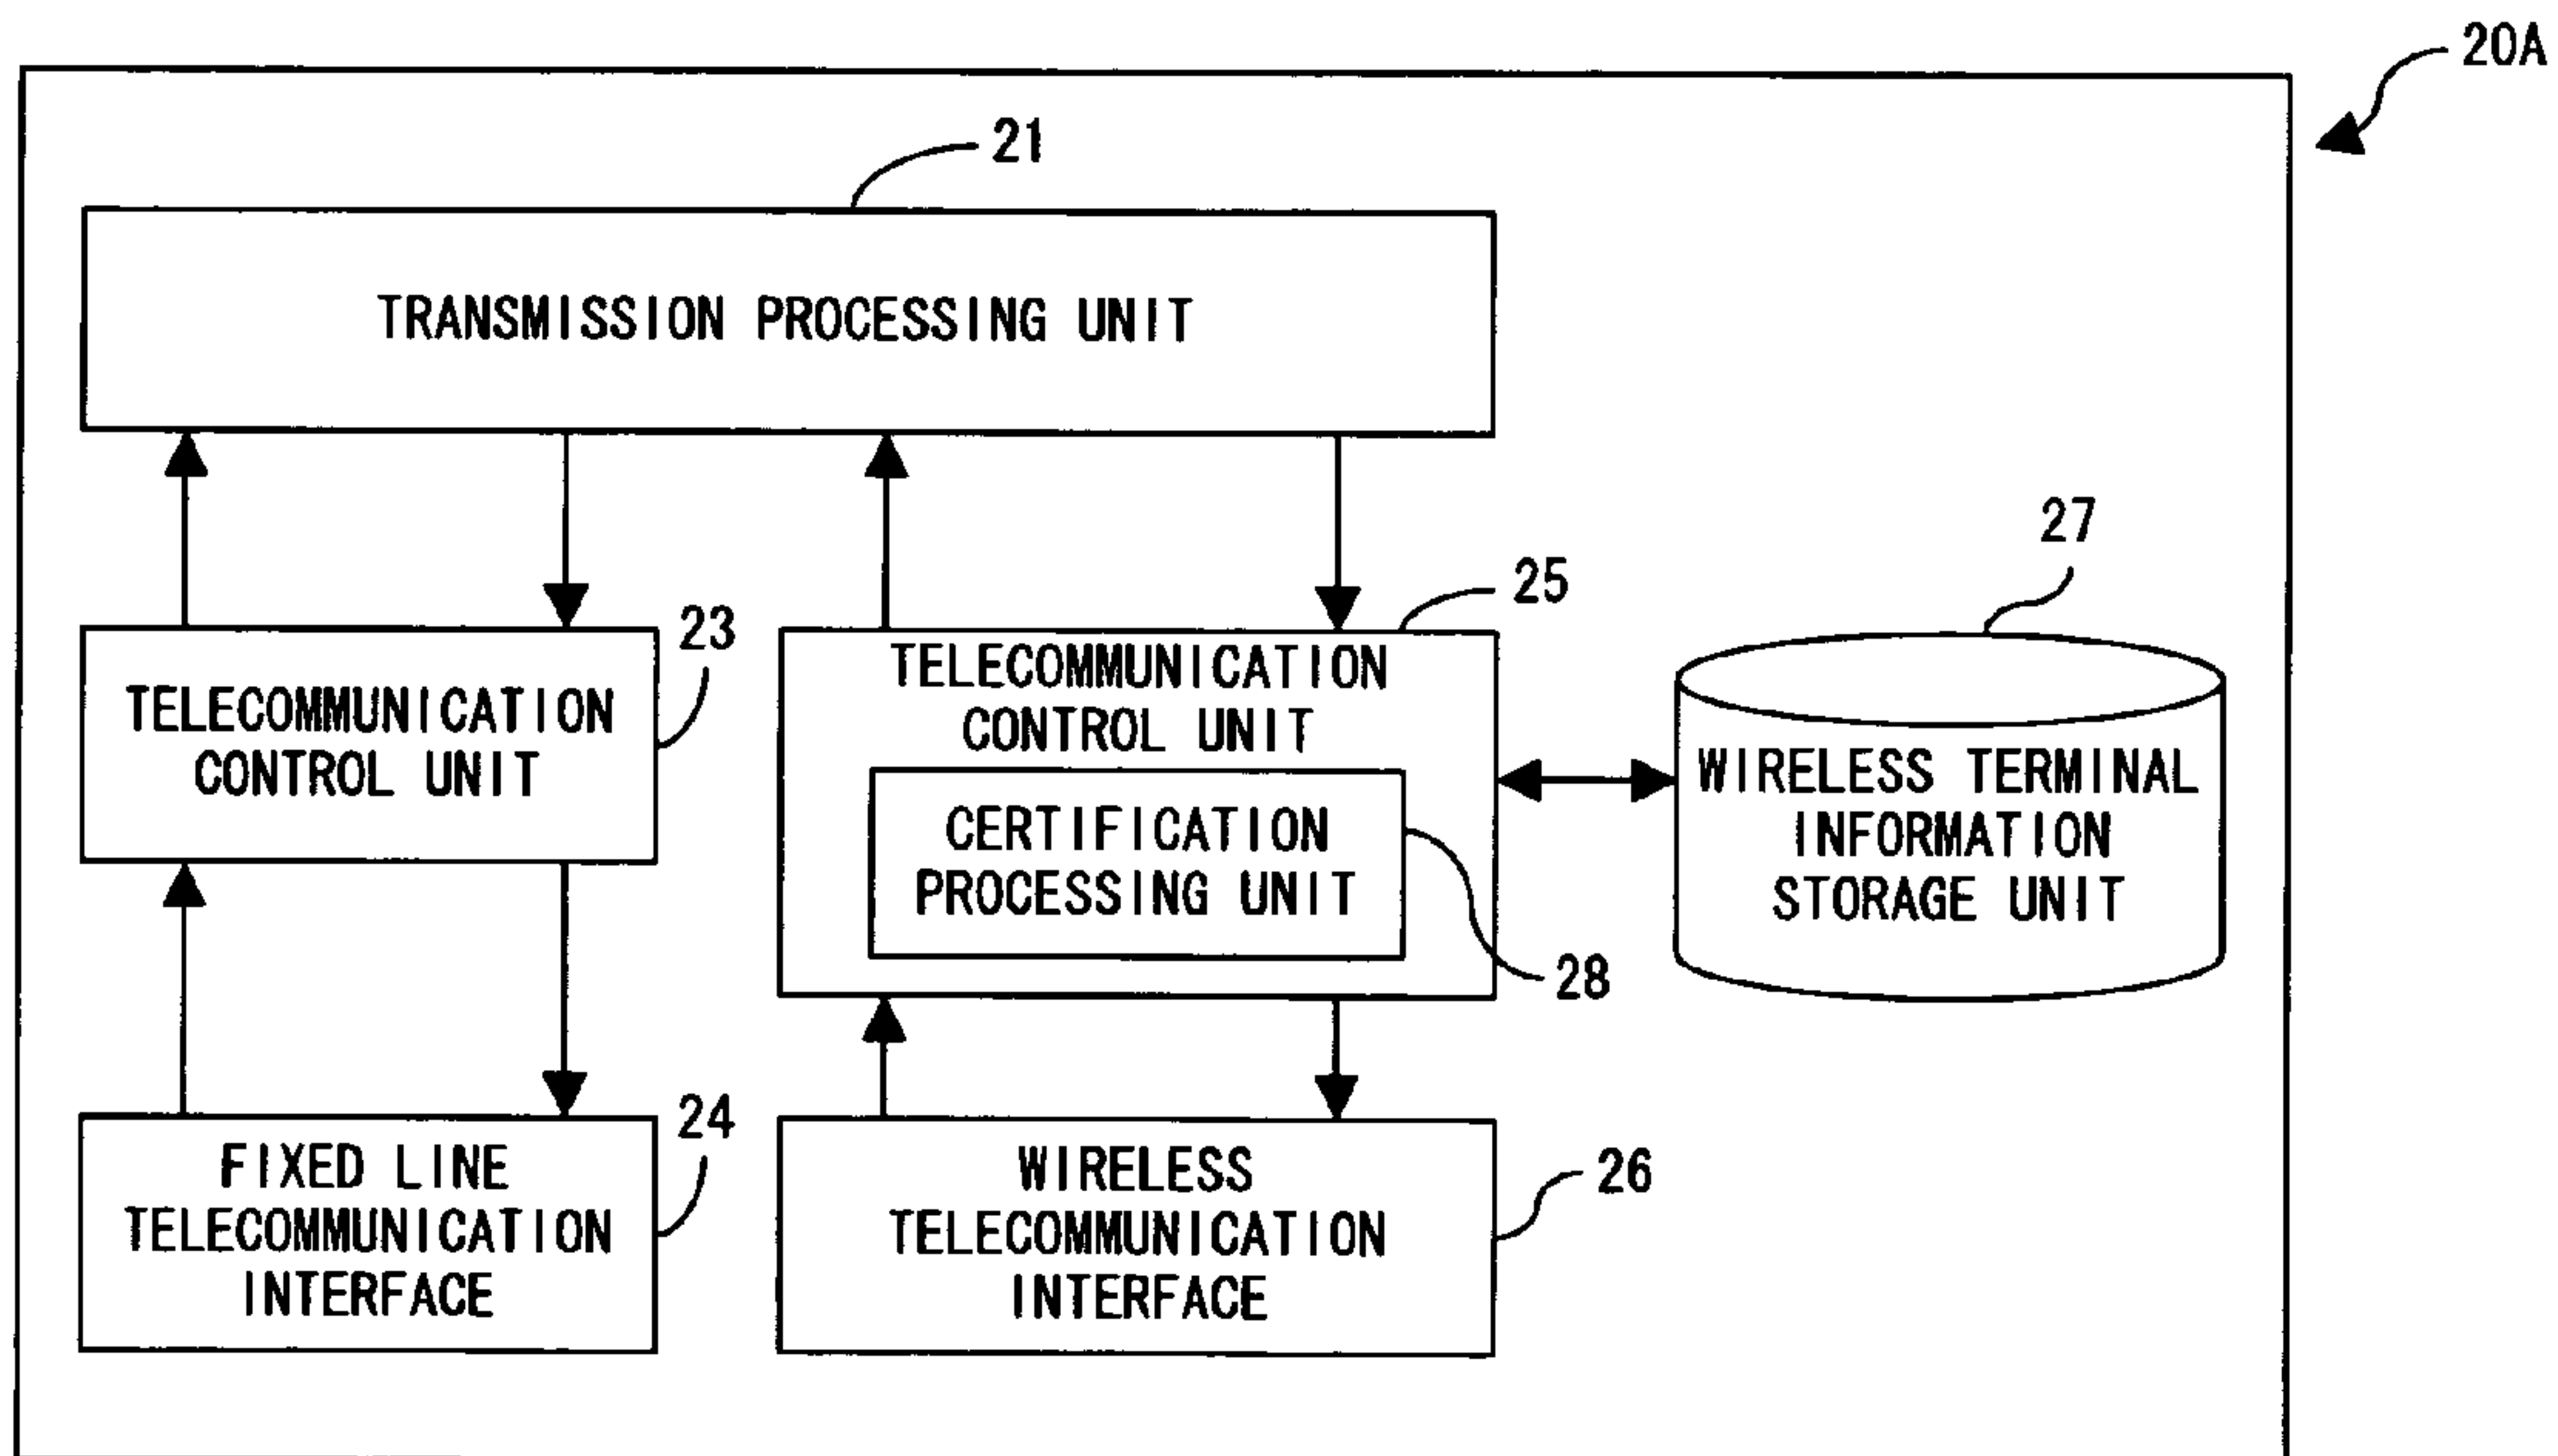 20A
21
TRANSMISSION PROCESSING UNIT
27
25
23
TELECOMMUNICATION
CONTROL UNIT
TELECOMMUNICATION
CONTROL UNIT
CERTIFICATION
PROCESSING UNIT
28
WIRELESS TERMINAL
INFORMATION
STORAGE UNIT
24
FIXED LINE
TELECOMMUNICATION
INTERFACE
WIRELESS
TELECOMMUNICATION
INTERFACE
26